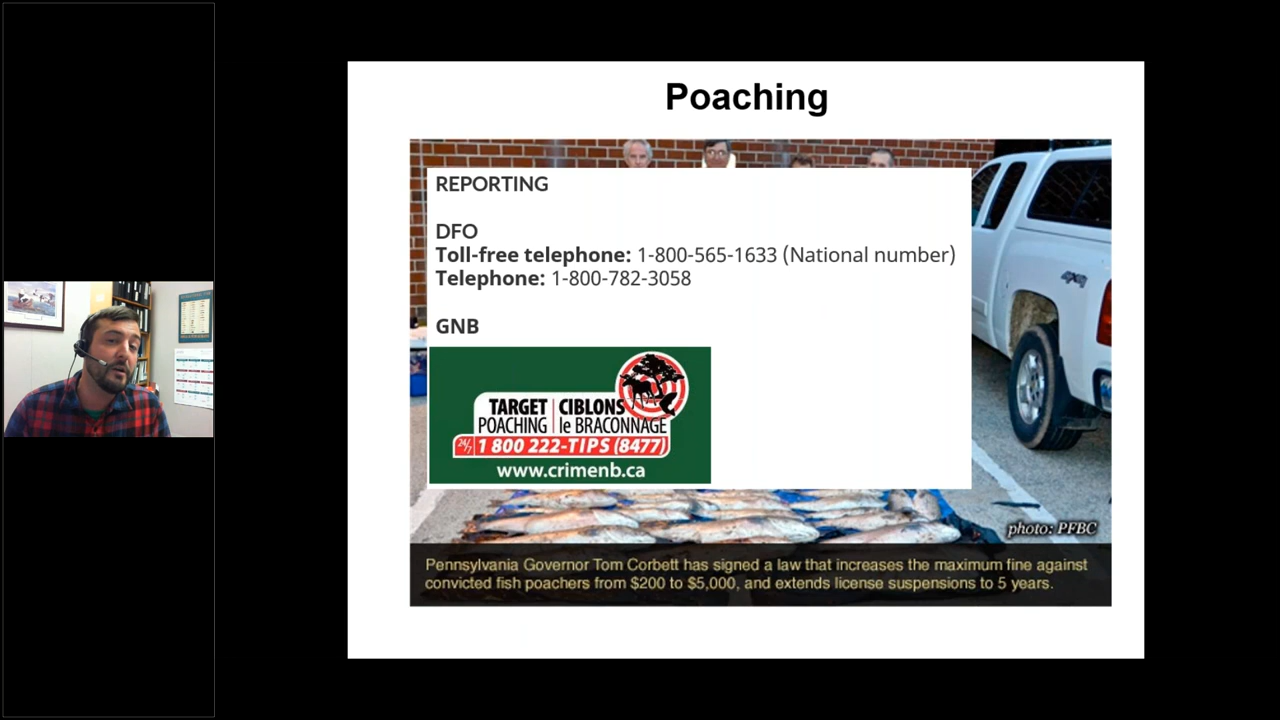 Poaching
REPORTING
DFO
Toll-free telephone: 1-800-565-1633 (National number)
Telephone: 1-800-782-3058
GNB
TARGET POACHING
CIBLONS le BRACONNAGE
24/7 1 800 222-TIPS (8477)
www.crimenb.ca
4X4
photo: PFBC
Pennsylvania Governor Tom Corbett has signed a law that increases the maximum fine against
convicted fish poachers from $200 to $5,000, and extends license suspensions to 5 years.